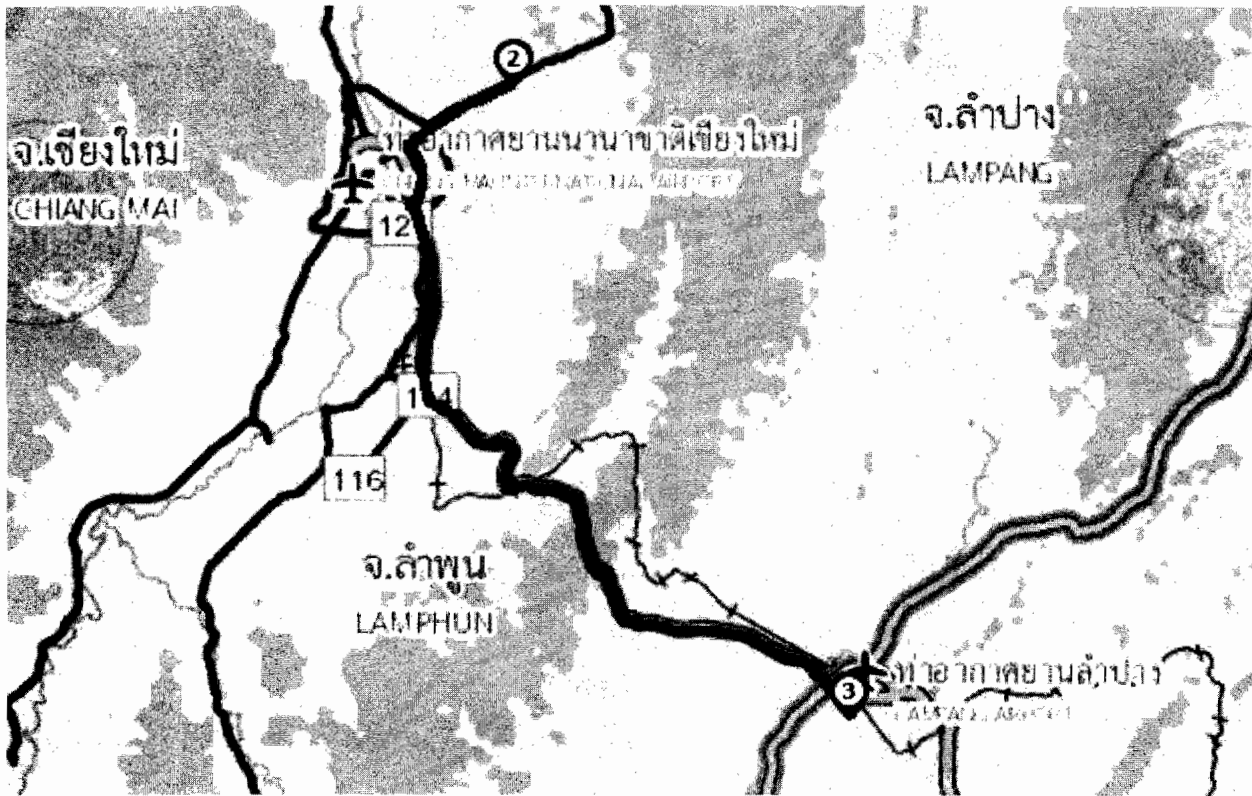 2
ท่าอากาศยานนานาชาติเชียงใหม่
จ.เชียงใหม่
CHIANG MAI
จ.ลำปาง
LAMPANG
12
116
จ.ลำพูน
LAMPHUN
ท่าอากาศยานลำปาง
LAMPANG AIRPORT
3